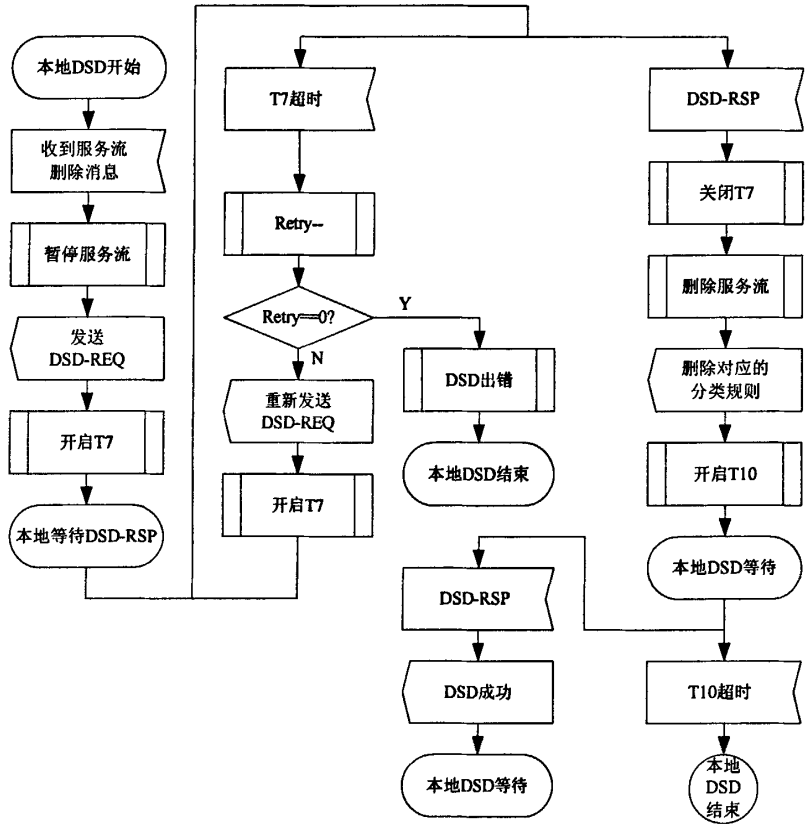 本地DSD开始
收到服务流
删除消息
暂停服务流
发送
DSD-REQ
开启T7
本地等待DSD-RSP
T7超时
Retry--
Retry==0?
Y
N
重新发送
DSD-REQ
开启T7
DSD出错
本地DSD结束
DSD-RSP
关闭T7
删除服务流
删除对应的
分类规则
开启T10
本地DSD等待
DSD-RSP
DSD成功
本地DSD等待
T10超时
本地
DSD
结束